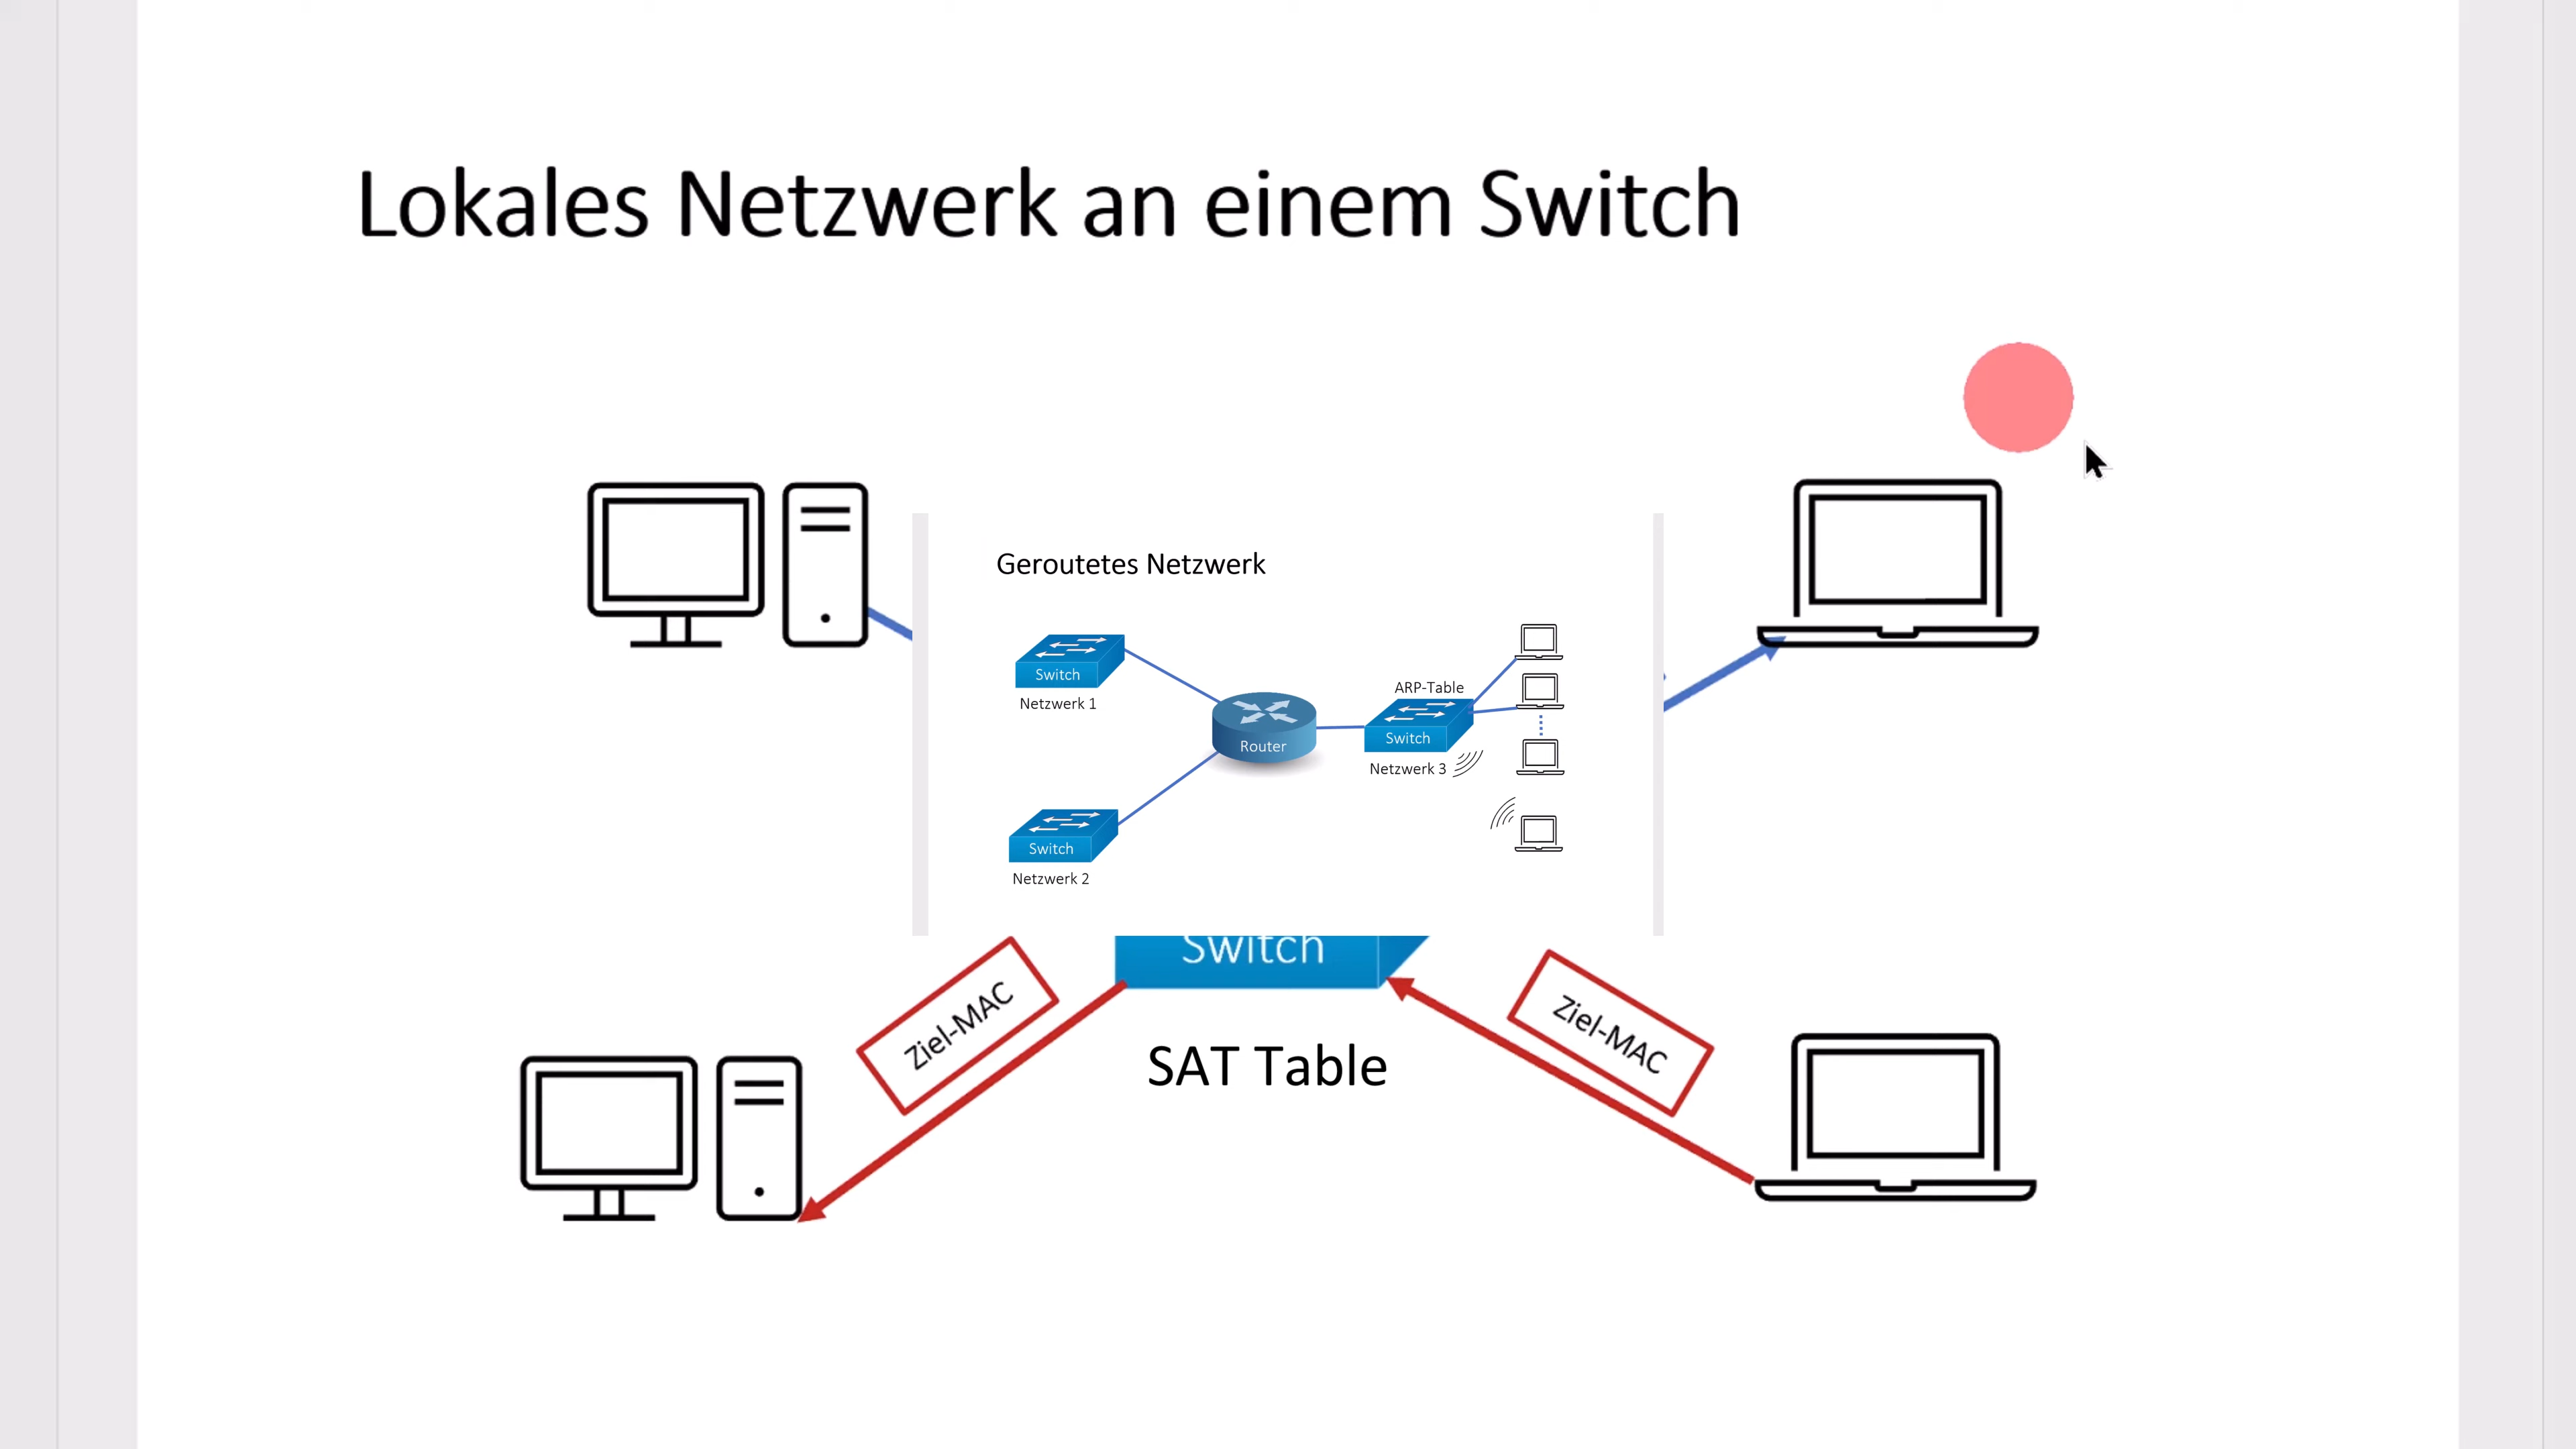 Lokales Netzwerk an einem Switch
Geroutetes Netzwerk
Switch
Netzwerk 1
Router
ARP-Table
Switch
Netzwerk 3
Switch
Netzwerk 2
Switch
Ziel-MAC
Ziel-MAC
SAT Table